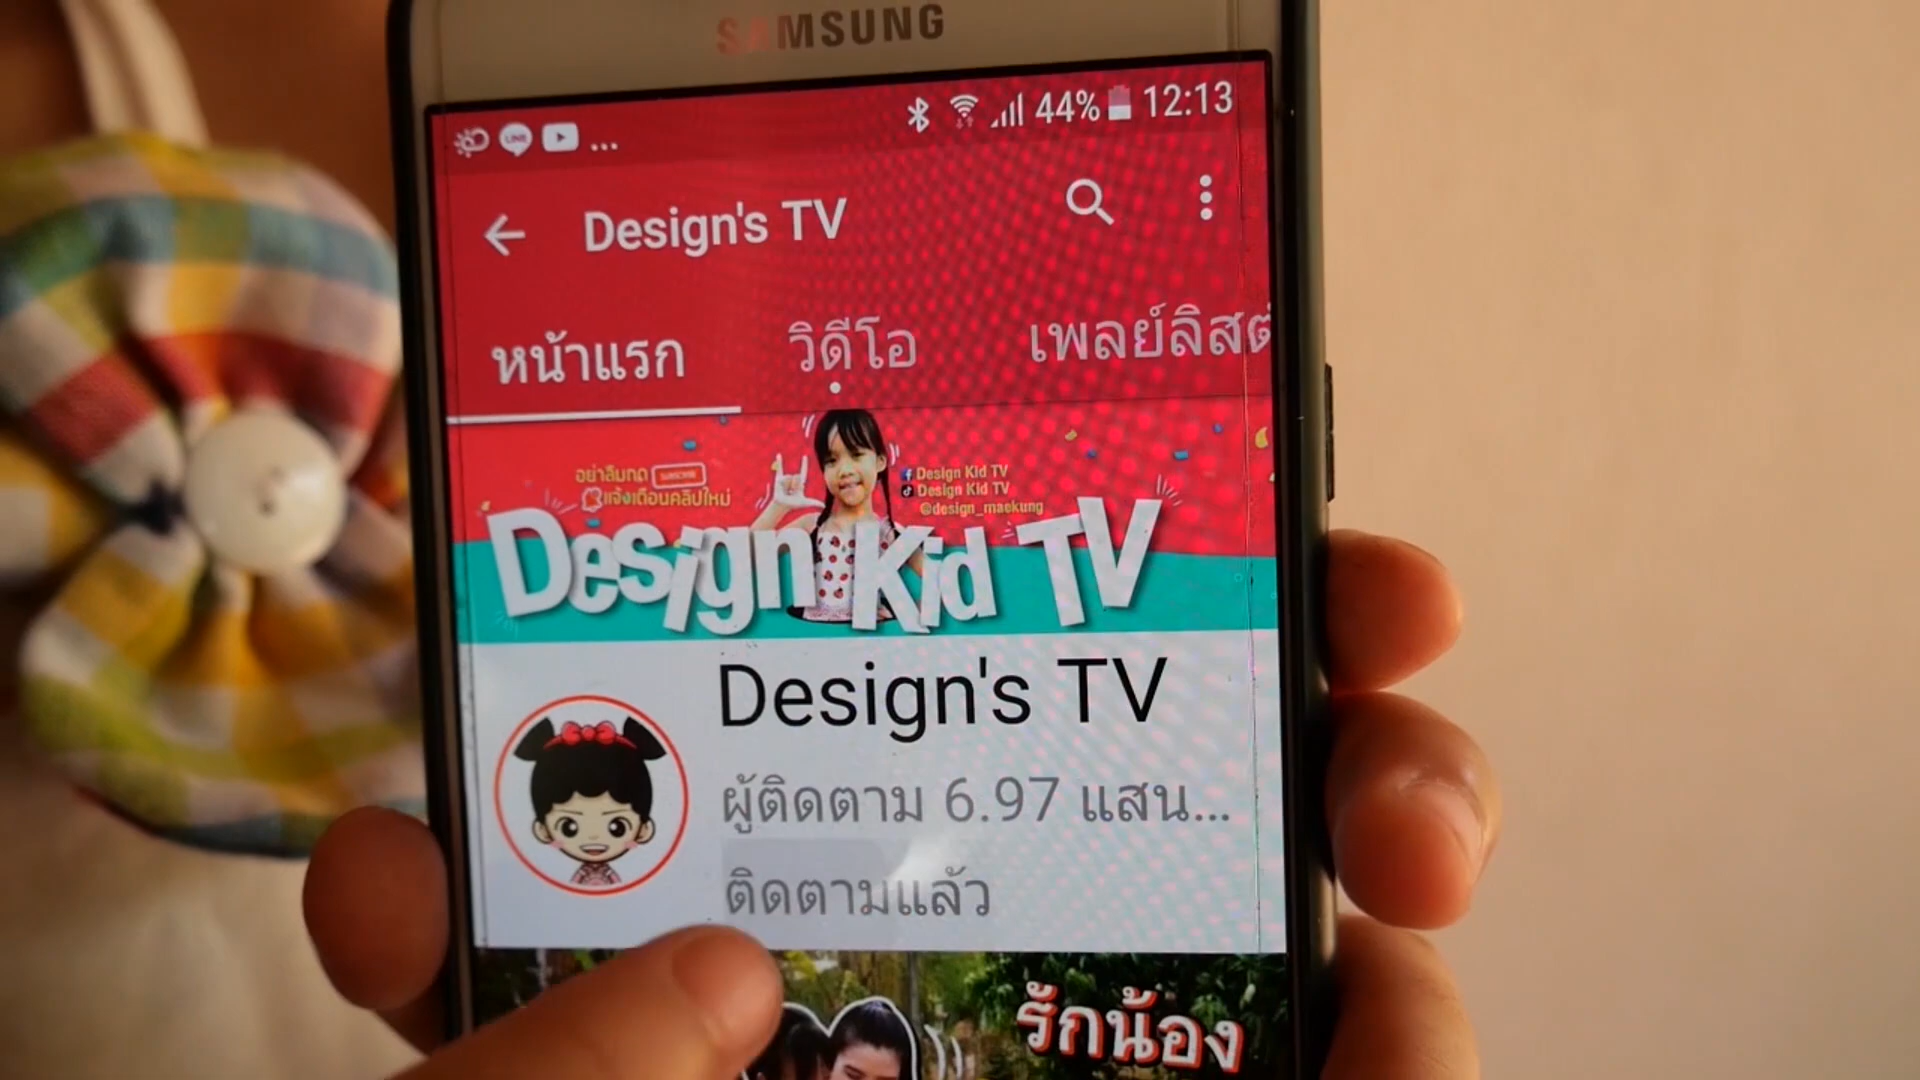 SAMSUNG
LINE ... 44% 12:13
Design's TV
หน้าแรก วิดีโอ เพลย์ลิสต์
อย่าลืมกด SUBSCRIBE
แจ้งเตือนคลิปใหม่
Design Kid TV
Design Kid TV
@design_maekung
Design Kid TV
Design's TV
ผู้ติดตาม 6.97 แสน...
ติดตามแล้ว
รักน้อง